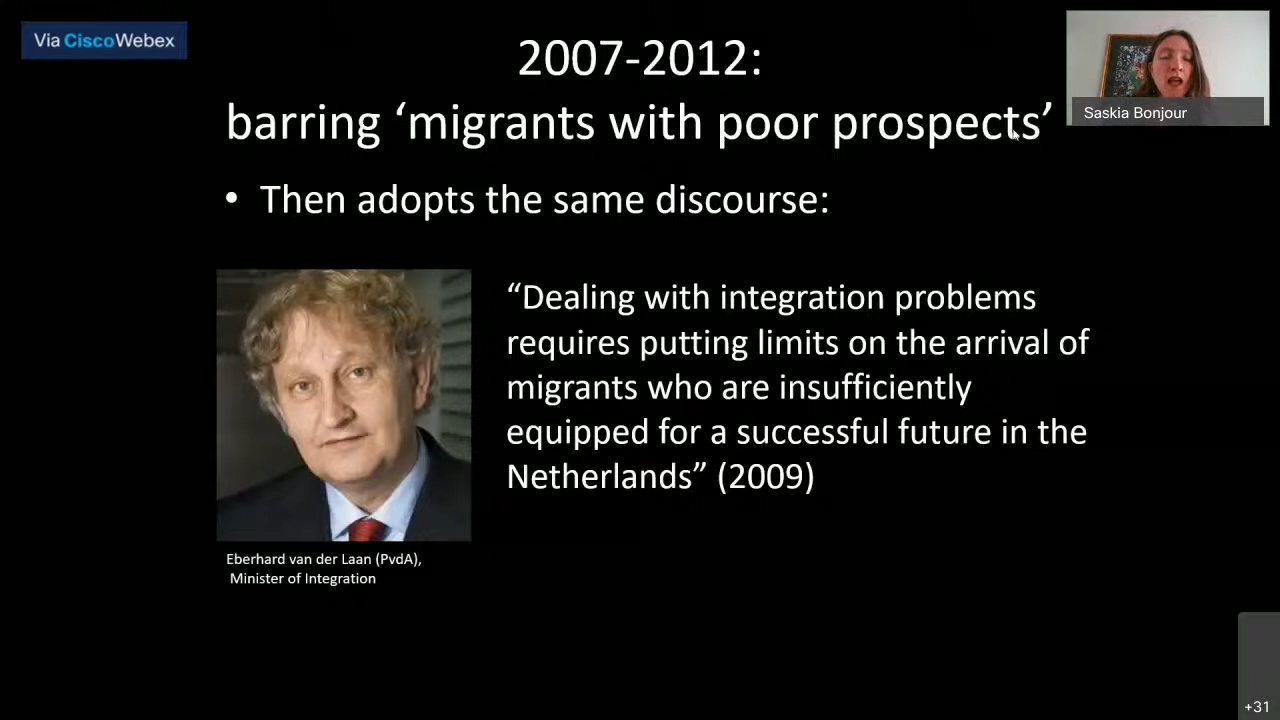 Via CiscoWebex
2007-2012:
barring ‘migrants with poor prospects’
Saskia Bonjour
• Then adopts the same discourse:
“Dealing with integration problems
requires putting limits on the arrival of
migrants who are insufficiently
equipped for a successful future in the
Netherlands” (2009)
Eberhard van der Laan (PvdA),
Minister of Integration
+31